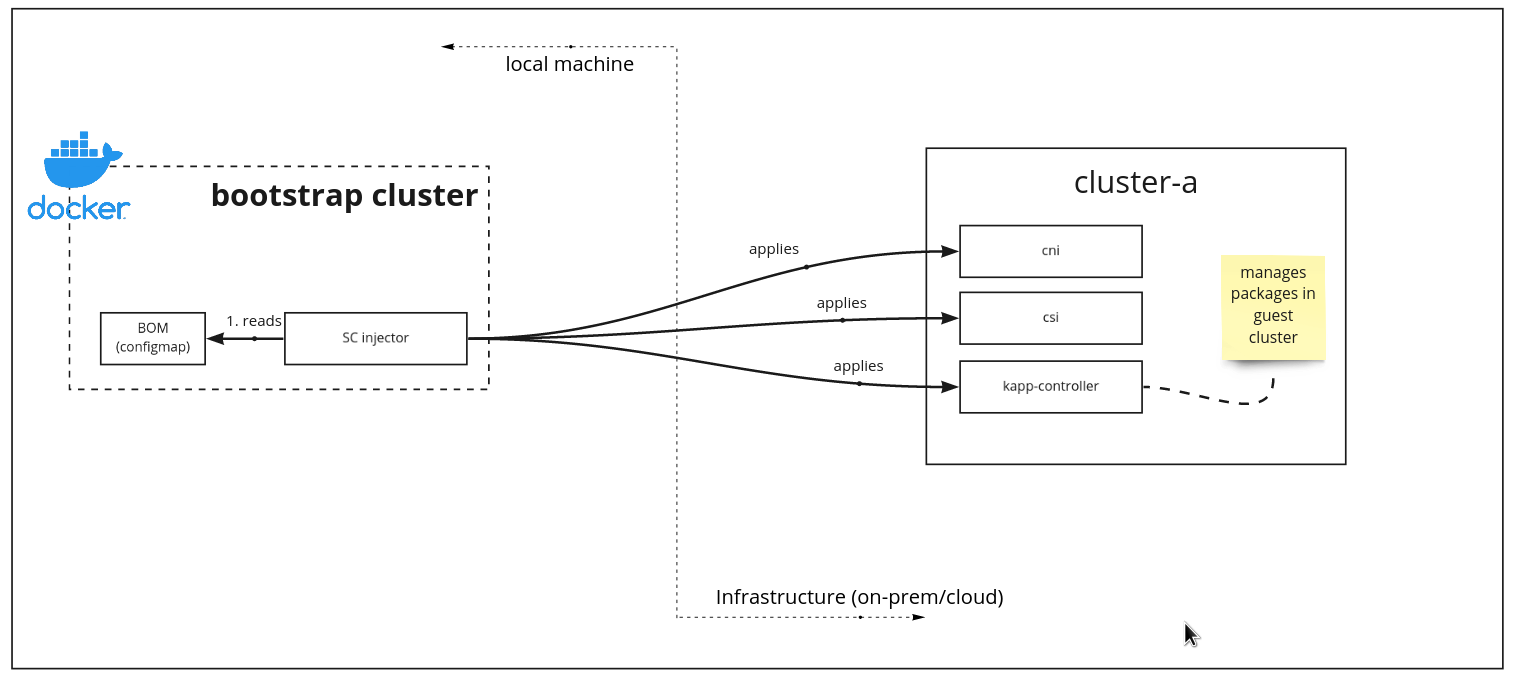 local machine
docker
bootstrap cluster
BOM
(configmap)
1. reads
SC injector
applies
applies
applies
cluster-a
cni
csi
kapp-controller
manages
packages in
guest
cluster
Infrastructure (on-prem/cloud)